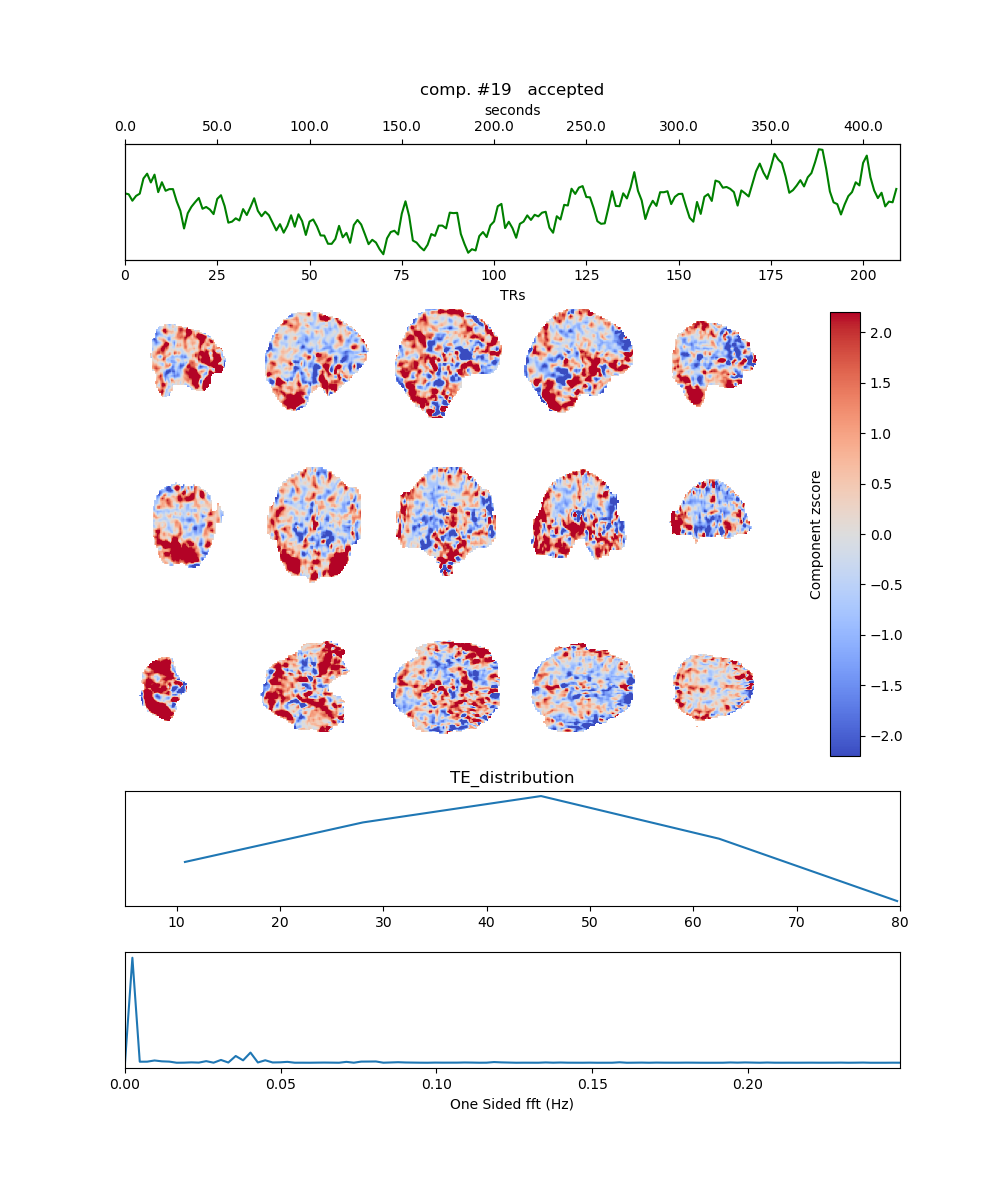 comp. #19   accepted
seconds
0.0 50.0 100.0 150.0 200.0 250.0 300.0 350.0 400.0
0 25 50 75 100 125 150 175 200
TRs
2.0
1.5
1.0
0.5
0.0
−0.5
−1.0
−1.5
−2.0
Component zscore
TE_distribution
10 20 30 40 50 60 70 80
0.00 0.05 0.10 0.15 0.20
One Sided fft (Hz)